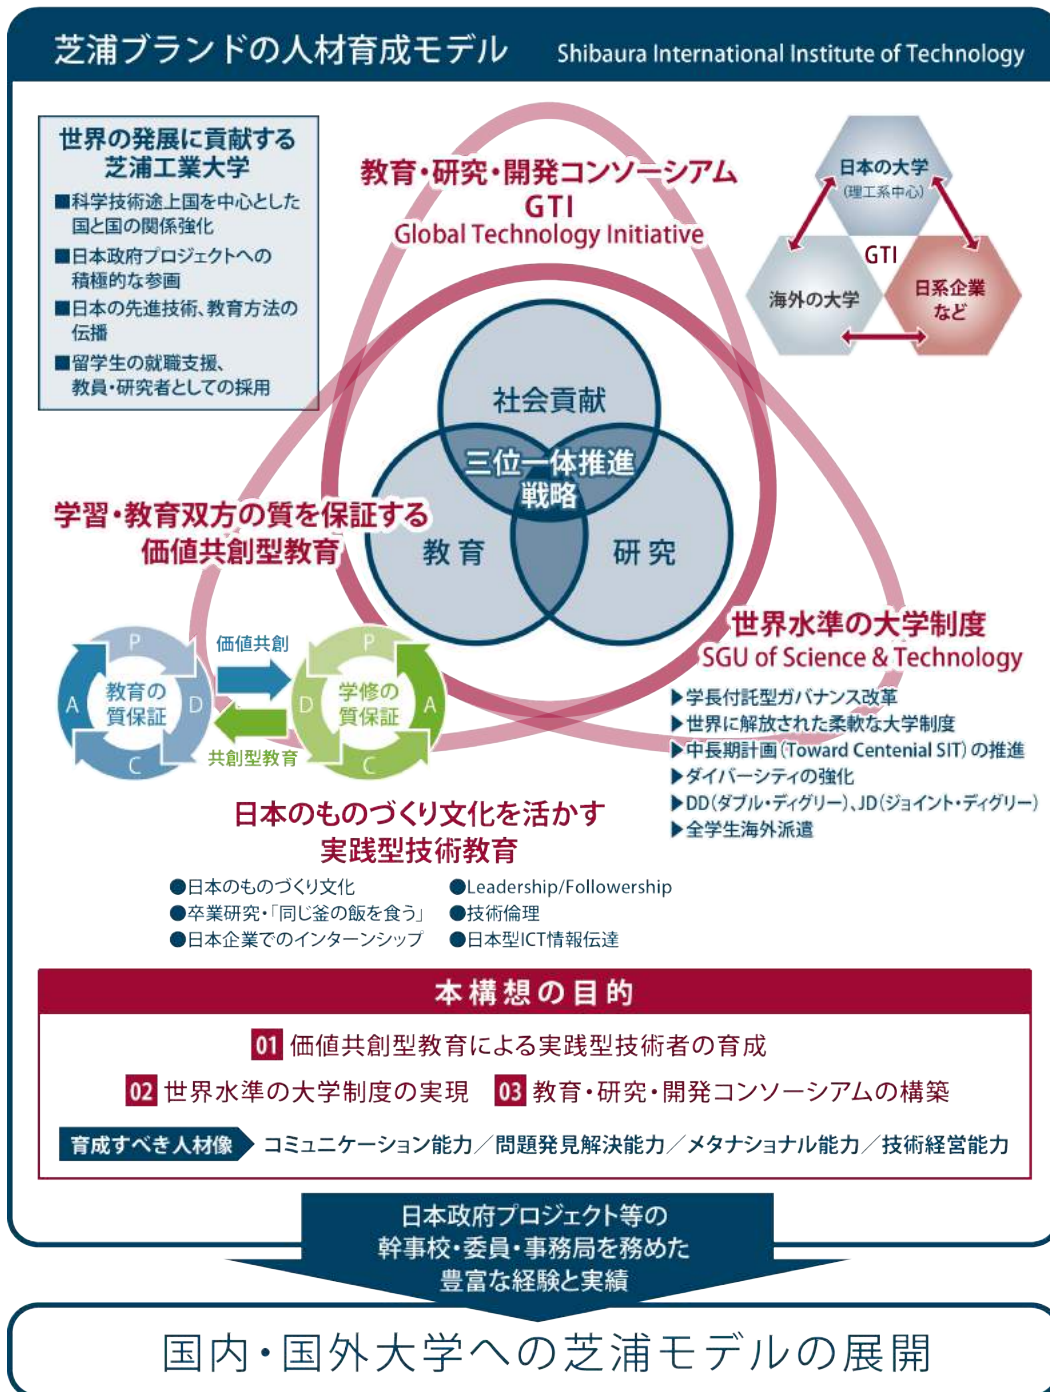 芝浦ブランドの人材育成モデル Shibaura International Institute of Technology
世界の発展に貢献する
芝浦工業大学
■科学技術途上国を中心とした
国と国の関係強化
■日本政府プロジェクトへの
積極的な参画
■日本の先進技術、教育方法の
伝播
■留学生の就職支援、
教員・研究者としての採用
教育・研究・開発コンソーシアム
GTI
Global Technology Initiative
日本の大学
(理工系中心)
GTI
海外の大学
日系企業
など
社会貢献
三位一体推進
戦略
教育
研究
学習・教育双方の質を保証する
価値共創型教育
P
A
教育の
質保証
D
C
価値共創
共創型教育
P
D
学修の
質保証
A
C
世界水準の大学制度
SGU of Science & Technology
▶学長付託型ガバナンス改革
▶世界に解放された柔軟な大学制度
▶中長期計画(Toward Centenial SIT)の推進
▶ダイバーシティの強化
▶DD(ダブル・ディグリー)、JD(ジョイント・ディグリー)
▶全学生海外派遣
日本のものづくり文化を活かす
実践型技術教育
●日本のものづくり文化
●卒業研究・「同じ釜の飯を食う」
●日本企業でのインターンシップ
●Leadership/Followership
●技術倫理
●日本型ICT情報伝達
本構想の目的
01 価値共創型教育による実践型技術者の育成
02 世界水準の大学制度の実現 03 教育・研究・開発コンソーシアムの構築
育成すべき人材像 コミュニケーション能力／問題発見解決能力／メタナショナル能力／技術経営能力
日本政府プロジェクト等の
幹事校・委員・事務局を務めた
豊富な経験と実績
国内・国外大学への芝浦モデルの展開